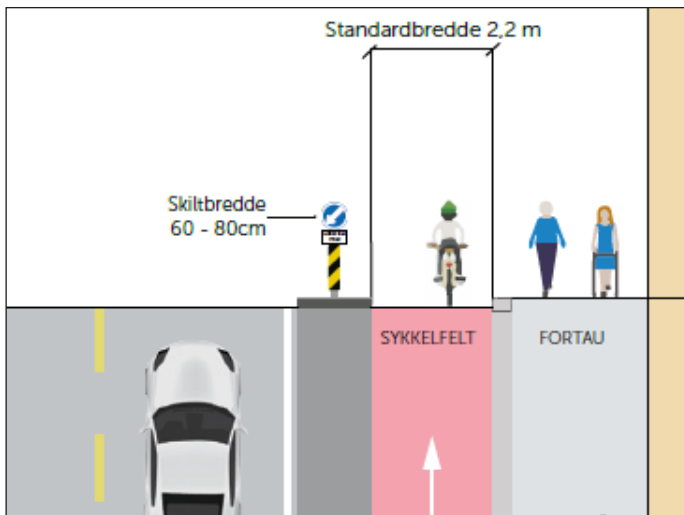 Standardbredde 2,2 m
Skiltbredde
60 - 80cm
SYKKELFELT
FORTAU